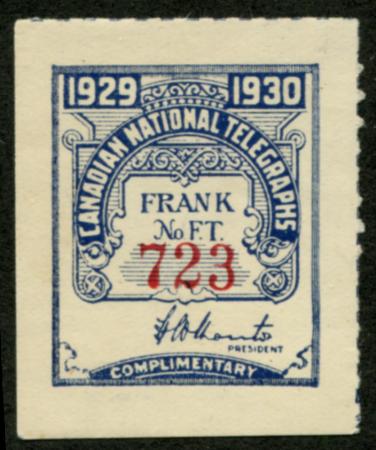 1929 1930
CANADIAN NATIONAL TELEGRAPHS
FRANK
No F.T.
723
PRESIDENT
COMPLIMENTARY